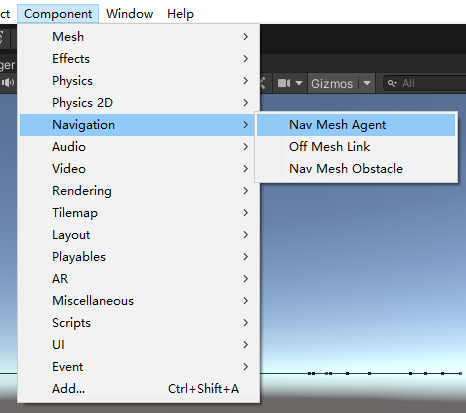 ct Component Window Help
Mesh
ger
Effects
Physics
Gizmos All
Physics 2D
Navigation
Nav Mesh Agent
Audio
Off Mesh Link
Video
Nav Mesh Obstacle
Rendering
Tilemap
Layout
Playables
AR
Miscellaneous
Scripts
UI
Event
Add... Ctrl+Shift+A